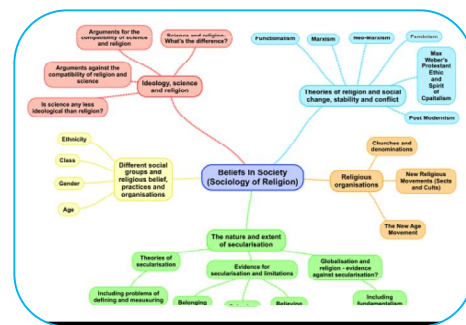 Arguments for the
compatibility of science
and religion
Science and religion
What's the difference?
Arguments against the
compatibility of religion and
science
Ideology, science
and religion
Is science any less
ideological than religion?
Functionalism
Marxism
Neo-Marxism
Feminism
Max
Weber's
Protestant
Ethic
and
Spirit
of
Cpaitalism
Theories of religion and social
change, stability and conflict
Post Modernism
Ethnicity
Class
Gender
Age
Different social
groups and
religious belief,
practices and
organisations
Beliefs In Society
(Sociology of Religion)
Religious
organisations
Churches and
denominations
New Religious
Movements (Sects
and Cults)
The New Age
Movement
The nature and extent
of secularisation
Theories of
secularisation
Including problems of
defining and meausuring
Evidence for
secularisation and limitations
Belonging
Believing
Globalisation and
religion - evidence
against secularisation?
Including
fundamentalism